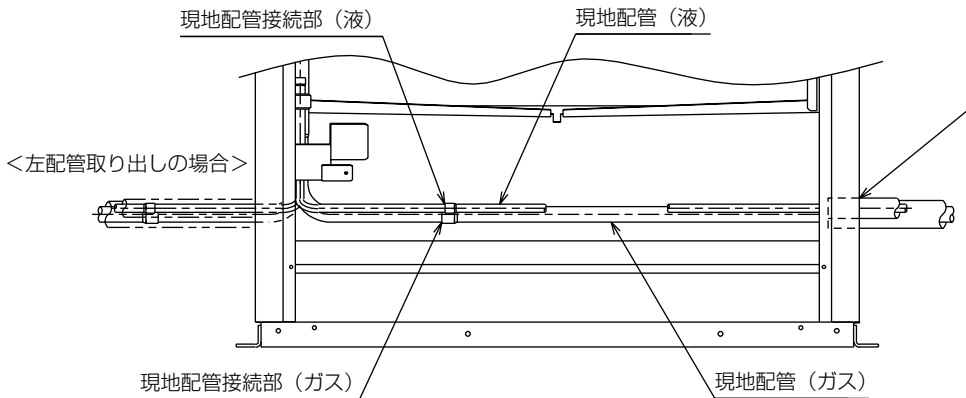 現地配管接続部（液）
現地配管（液）
＜左配管取り出しの場合＞
現地配管接続部（ガス）
現地配管（ガス）